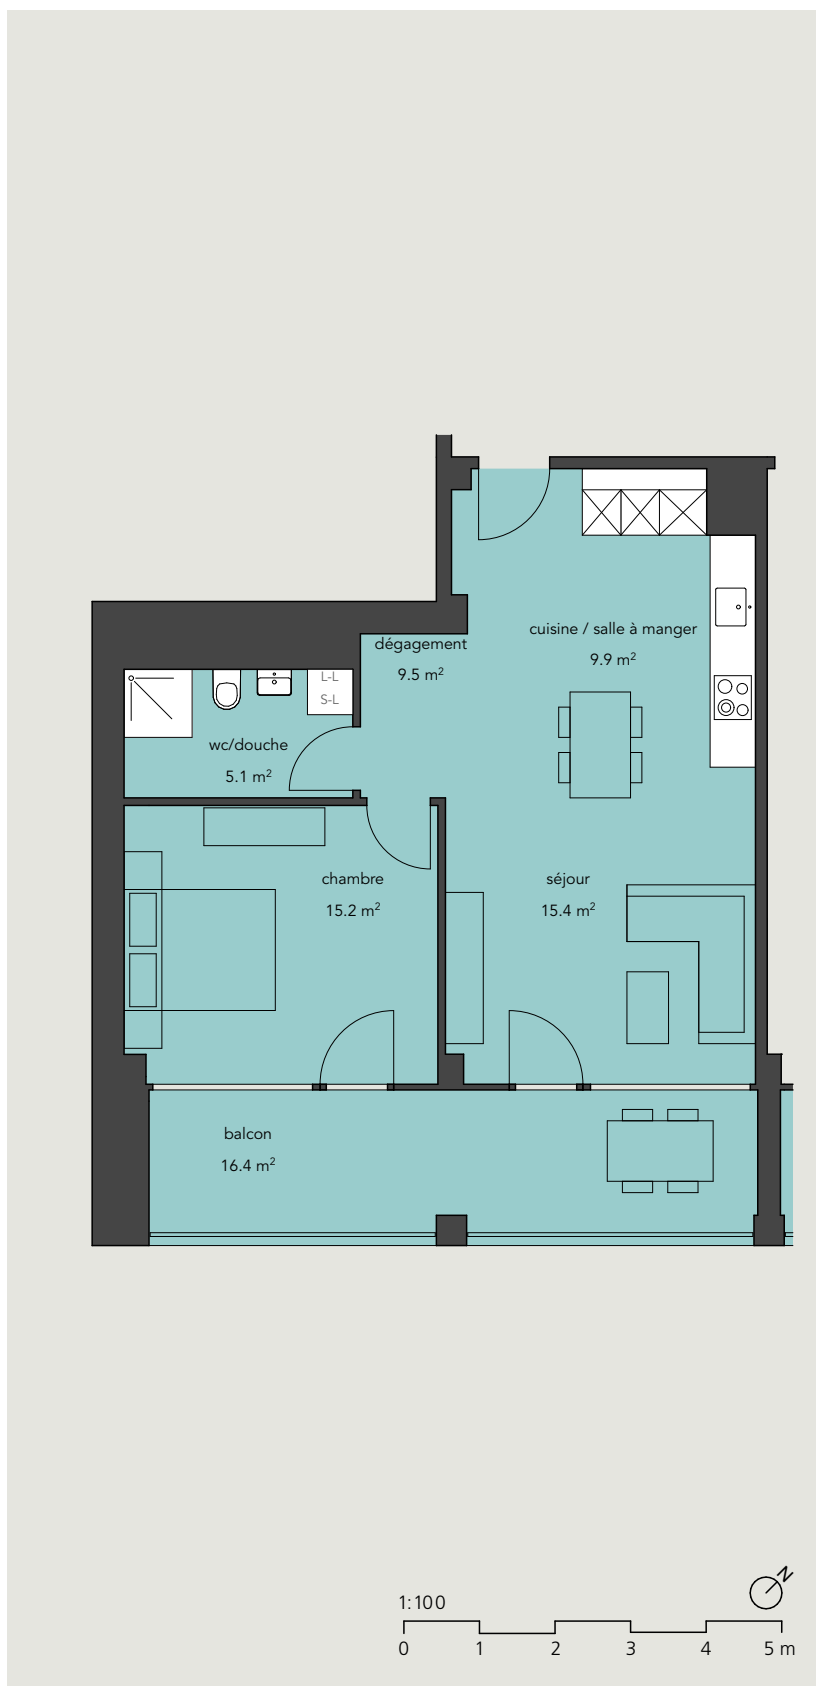 cuisine / salle à manger
9.9 m²
dégagement
9.5 m²
L-L
S-L
wc/douche
5.1 m²
chambre
15.2 m²
séjour
15.4 m²
balcon
16.4 m²
N
1:100
0 1 2 3 4 5 m